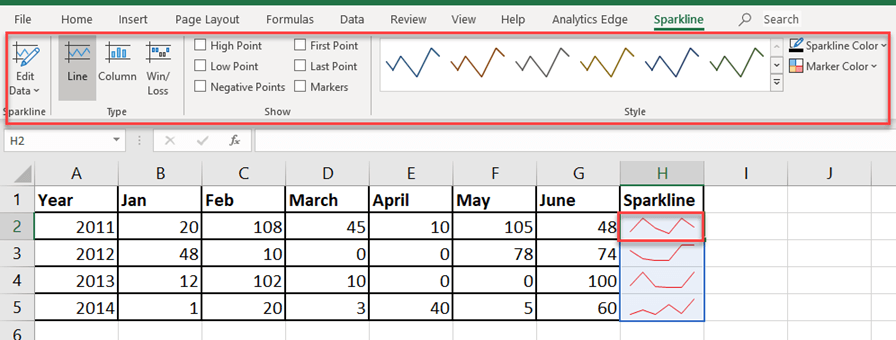 File Home Insert Page Layout Formulas Data Review View Help Analytics Edge Sparkline Search
Edit Data
Line
Column
Win/
Loss
High Point
Low Point
Negative Points
First Point
Last Point
Markers
Sparkline Color
Marker Color
Sparkline Type Show Style
H2 fx
A B C D E F G H I J
1 Year Jan Feb March April May June Sparkline
2 2011 20 108 45 10 105 48
3 2012 48 10 0 0 78 74
4 2013 12 102 10 0 0 100
5 2014 1 20 3 40 5 60
6